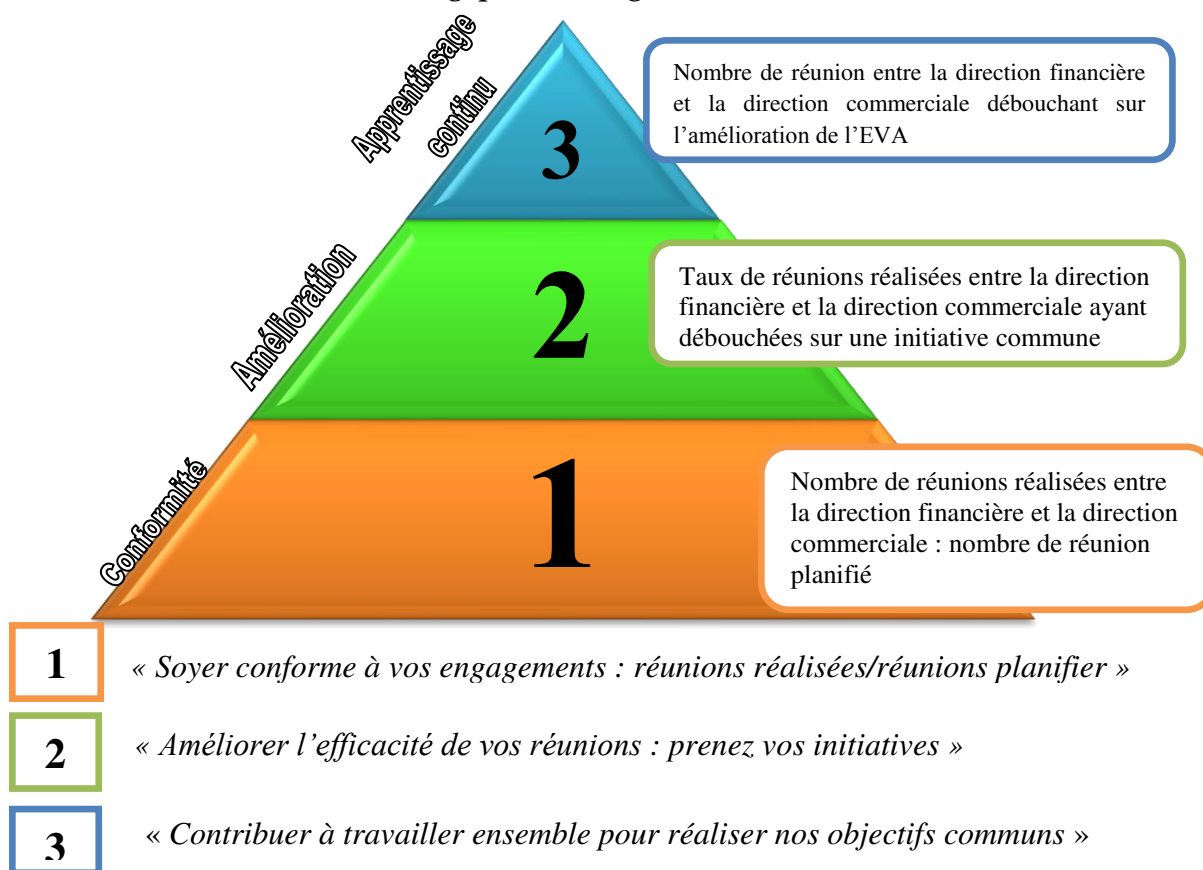 Apprentissage
continu
3
Nombre de réunion entre la direction financière
et la direction commerciale débouchant sur
l’amélioration de l’EVA
Amélioration
2
Taux de réunions réalisées entre la direction
financière et la direction commerciale ayant
débouchées sur une initiative commune
Conformité
1
Nombre de réunions réalisées entre
la direction financière et la direction
commerciale : nombre de réunion
planifié
1 « Soyer conforme à vos engagements : réunions réalisées/réunions planifier »
2 « Améliorer l’efficacité de vos réunions : prenez vos initiatives »
3 « Contribuer à travailler ensemble pour réaliser nos objectifs communs »